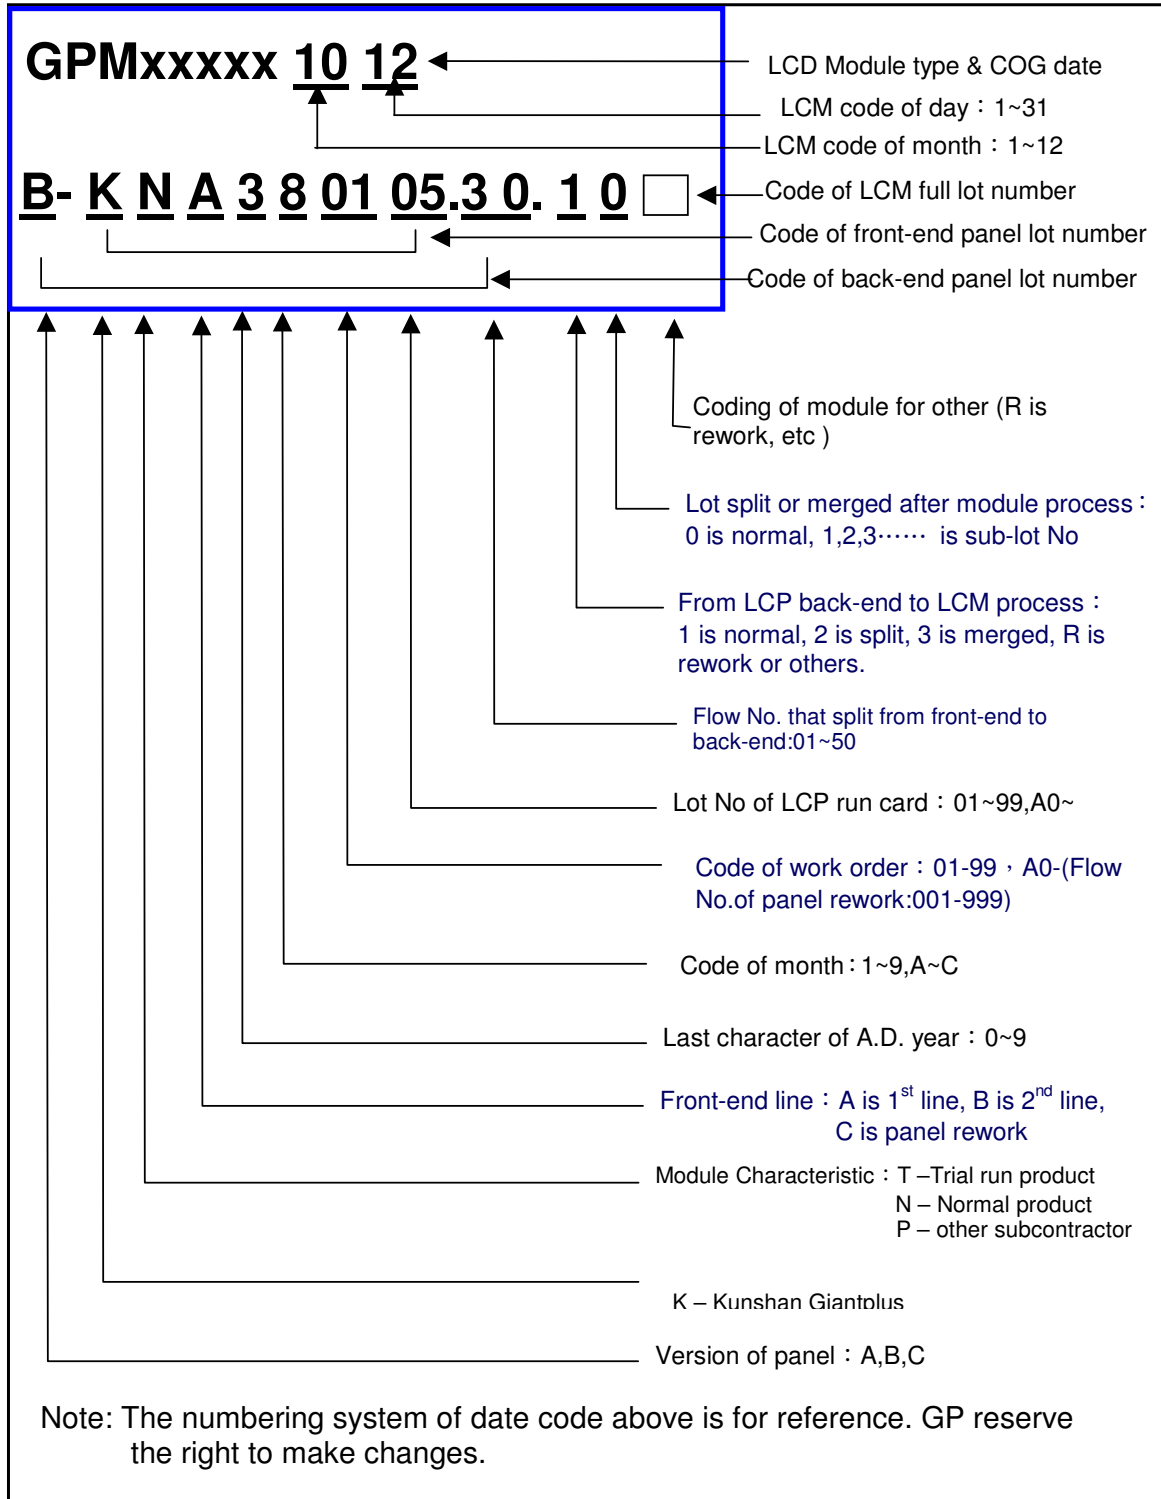 GPMxxxxx 10 12
LCD Module type & COG date
LCM code of day：1~31
LCM code of month：1~12
B- K N A 3 8 01 05.3 0. 1 0
Code of LCM full lot number
Code of front-end panel lot number
Code of back-end panel lot number
Coding of module for other (R is
rework, etc )
Lot split or merged after module process：
0 is normal, 1,2,3…… is sub-lot No
From LCP back-end to LCM process：
1 is normal, 2 is split, 3 is merged, R is
rework or others.
Flow No. that split from front-end to
back-end:01~50
Lot No of LCP run card：01~99,A0~
Code of work order：01-99，A0-(Flow
No.of panel rework:001-999)
Code of month：1~9,A~C
Last character of A.D. year：0~9
Front-end line：A is 1st line, B is 2nd line,
C is panel rework
Module Characteristic：T –Trial run product
N – Normal product
P – other subcontractor
K – Kunshan Giantplus
Version of panel：A,B,C
Note: The numbering system of date code above is for reference. GP reserve
the right to make changes.